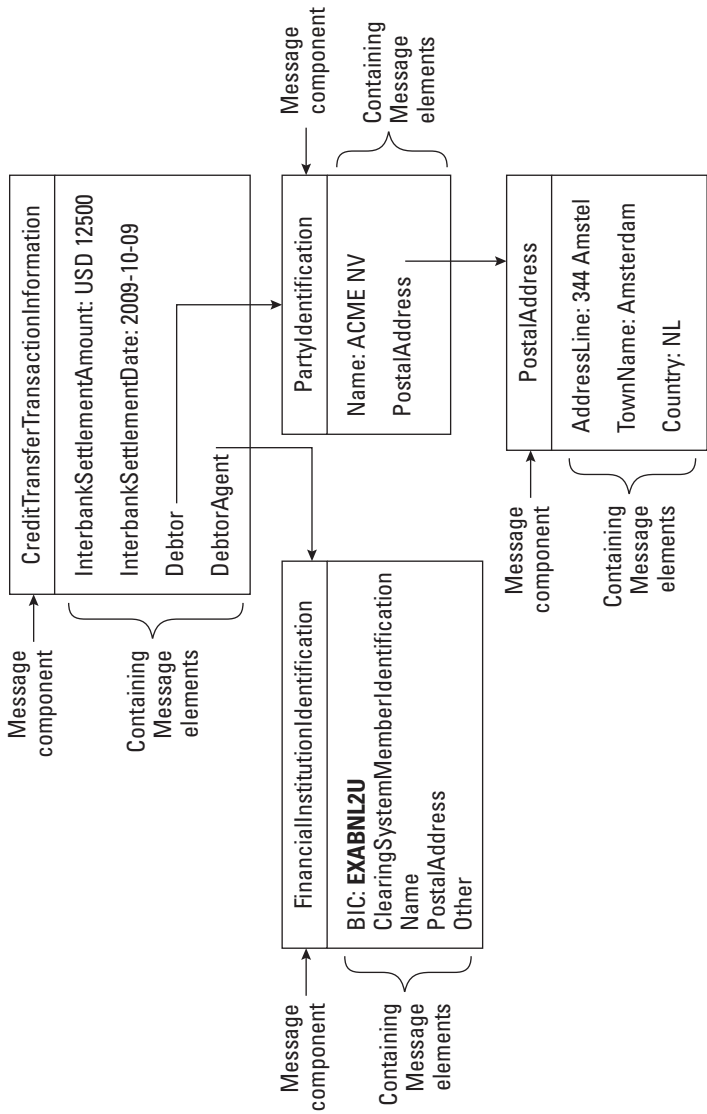 Message
component
CreditTransferTransactionInformation
Containing
Message
elements
InterbankSettlementAmount: USD 12500
InterbankSettlementDate: 2009-10-09
Debtor
DebtorAgent
Message
component
FinancialInstitutionIdentification
Containing
Message
elements
BIC: EXABNL2U
ClearingSystemMemberIdentification
Name
PostalAddress
Other
PartyIdentification
Message
component
Name: ACME NV
PostalAddress
Containing
Message
elements
Message
component
PostalAddress
Containing
Message
elements
AddressLine: 344 Amstel
TownName: Amsterdam
Country: NL